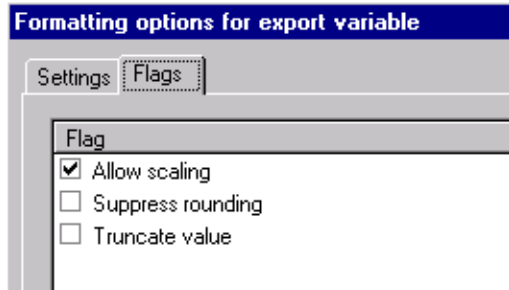 Formatting options for export variable
Settings Flags
Flag
Allow scaling
Suppress rounding
Truncate value